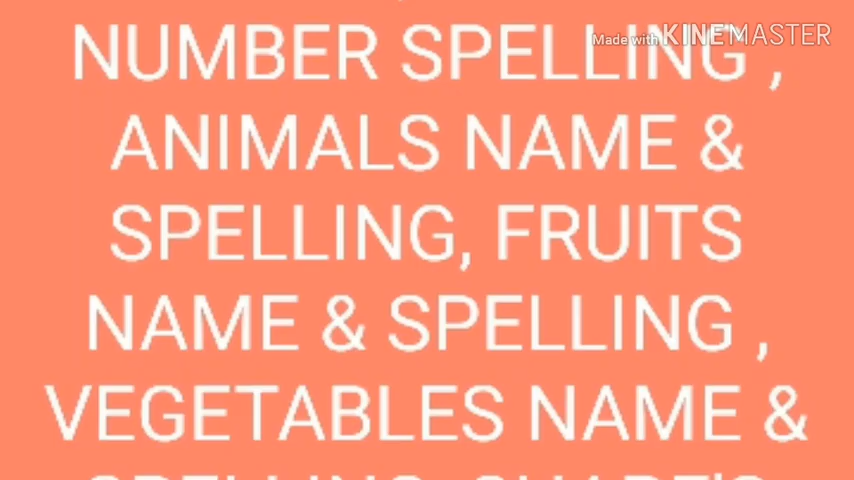 Made with KINEMASTER
NUMBER SPELLING ,
ANIMALS NAME &
SPELLING, FRUITS
NAME & SPELLING ,
VEGETABLES NAME &